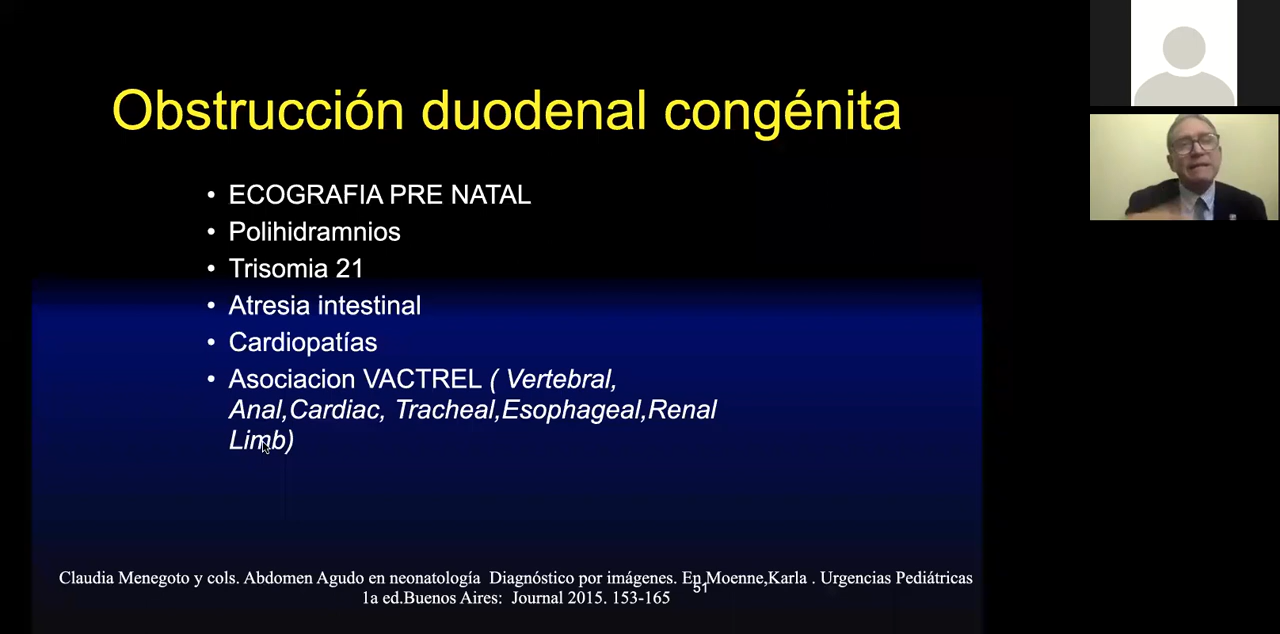 Obstrucción duodenal congénita
• ECOGRAFIA PRE NATAL
• Polihidramnios
• Trisomia 21
• Atresia intestinal
• Cardiopatías
• Asociacion VACTREL ( Vertebral,
Anal,Cardiac, Tracheal,Esophageal,Renal
Limb)
Claudia Menegoto y cols. Abdomen Agudo en neonatología Diagnóstico por imágenes. En Moenne,Karla . Urgencias Pediátricas
51
1a ed.Buenos Aires: Journal 2015. 153-165